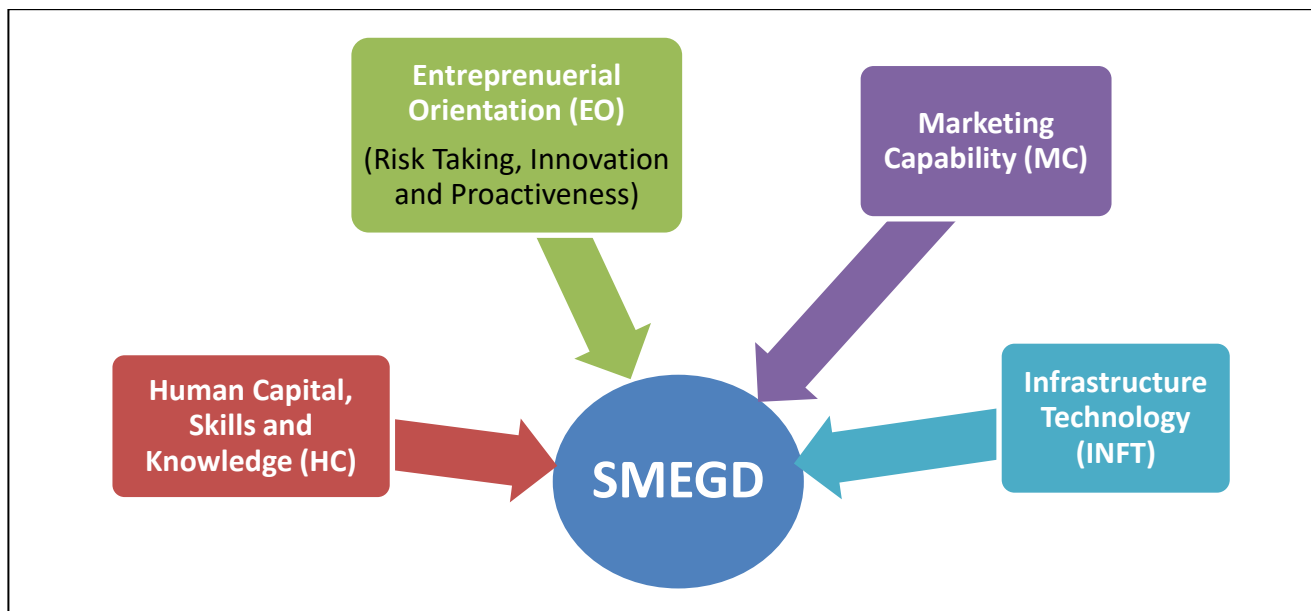 Entreprenuerial
Orientation (EO)
(Risk Taking, Innovation
and Proactiveness)
Marketing
Capability (MC)
Human Capital,
Skills and
Knowledge (HC)
Infrastructure
Technology
(INFT)
SMEGD